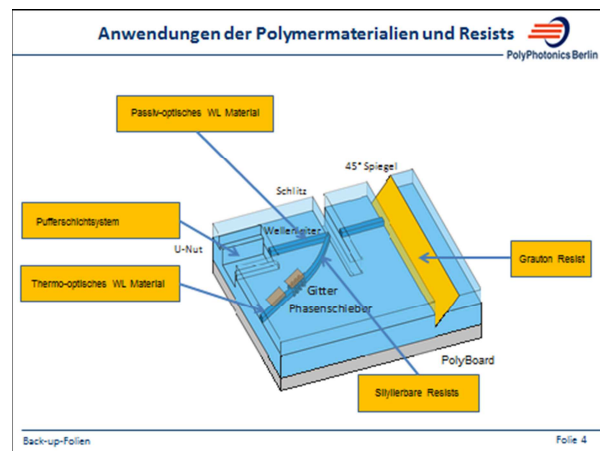 Anwendungen der Polymermaterialien und Resists
PolyPhotonics Berlin
Passiv-optisches WL Material
45° Spiegel
Schlitz
Pufferschichtsystem
Wellenleiter
U-Nut
Grauton Resist
Thermo-optisches WL Material
Gitter
Phasenschieber
PolyBoard
Silylierbare Resists
Back-up-Folien
Folie 4